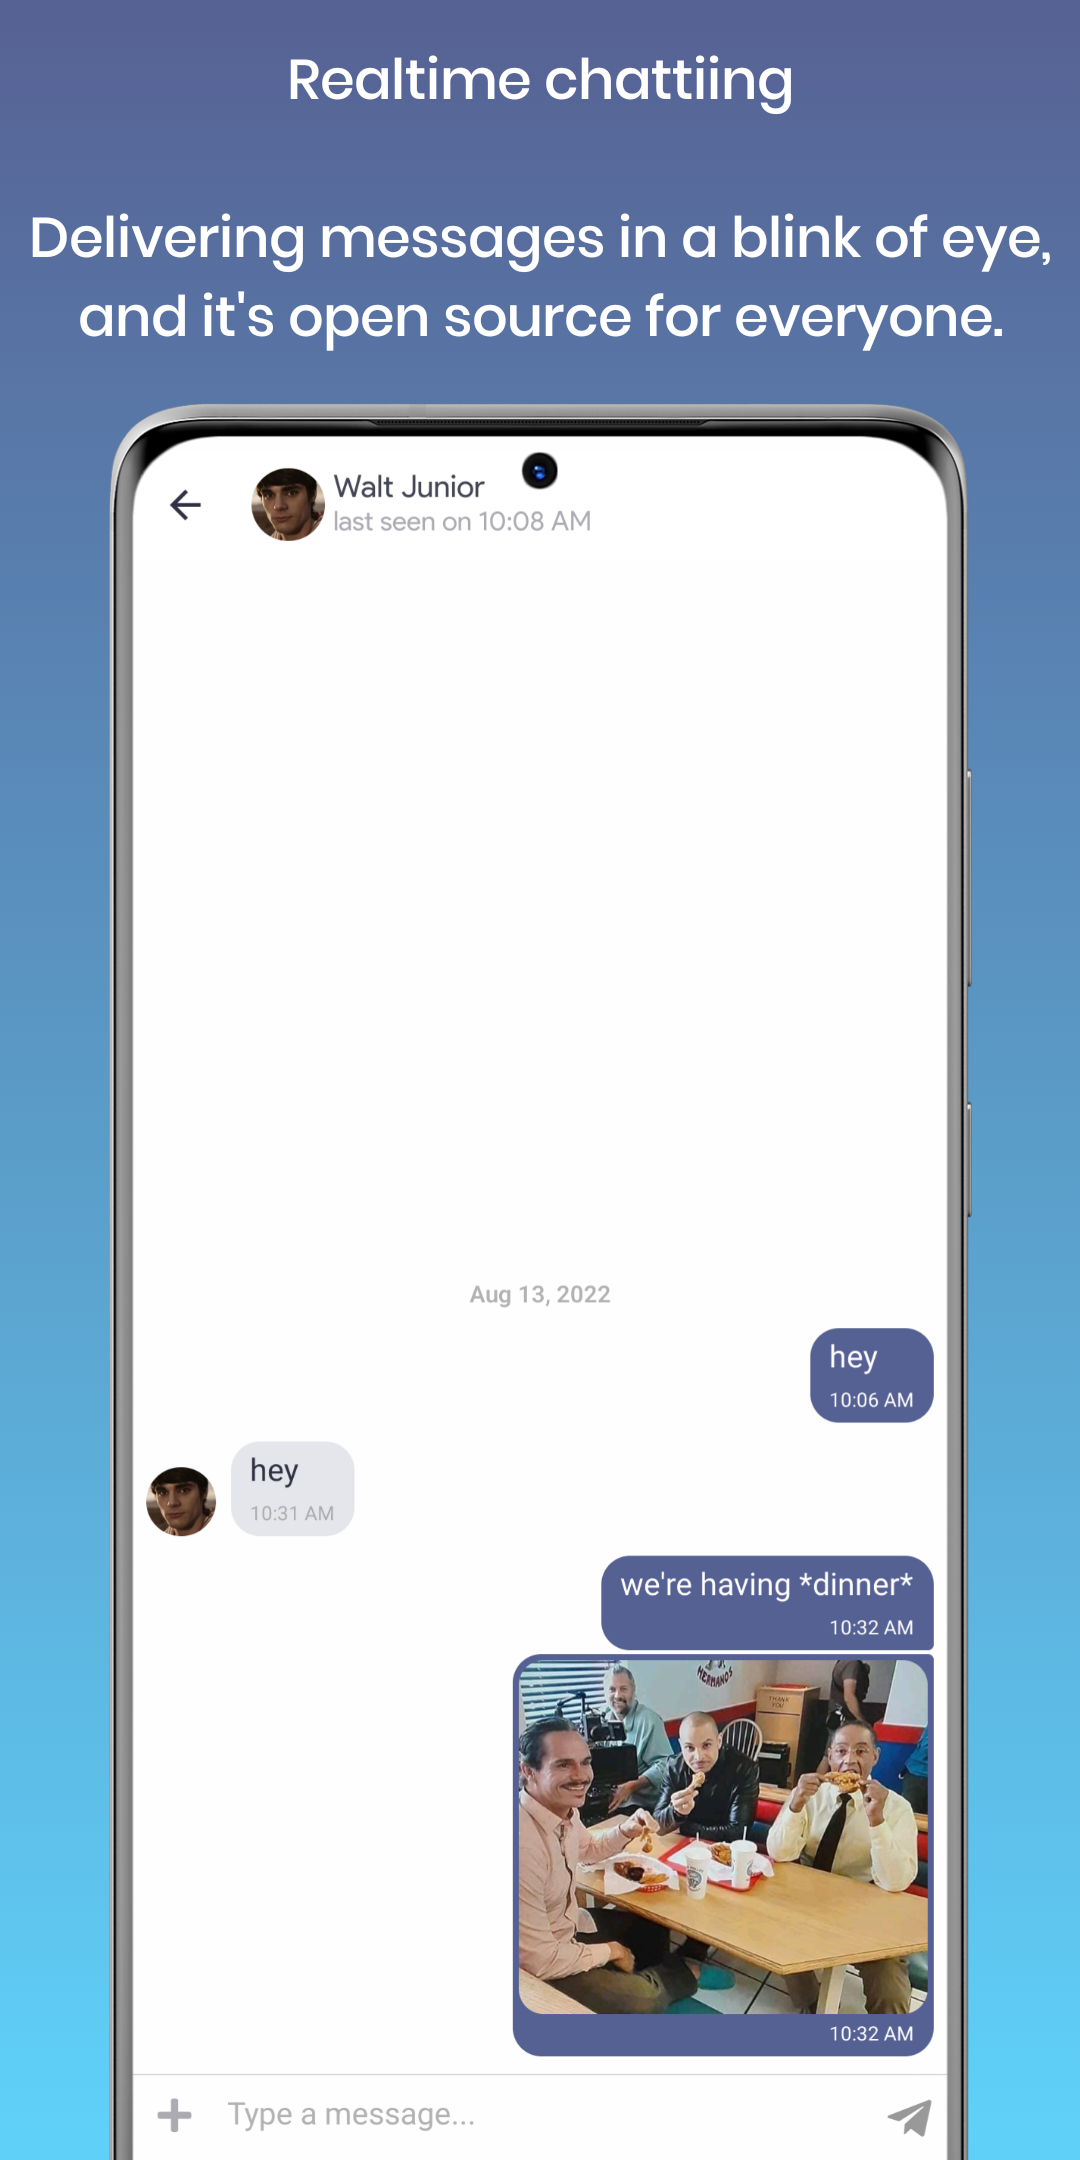 Realtime chattiing
Delivering messages in a blink of eye,
and it's open source for everyone.
Walt Junior
last seen on 10:08 AM
Aug 13, 2022
hey
10:06 AM
hey
10:31 AM
we're having *dinner*
10:32 AM
HERMANOS
THANK
YOU
10:32 AM
Type a message...